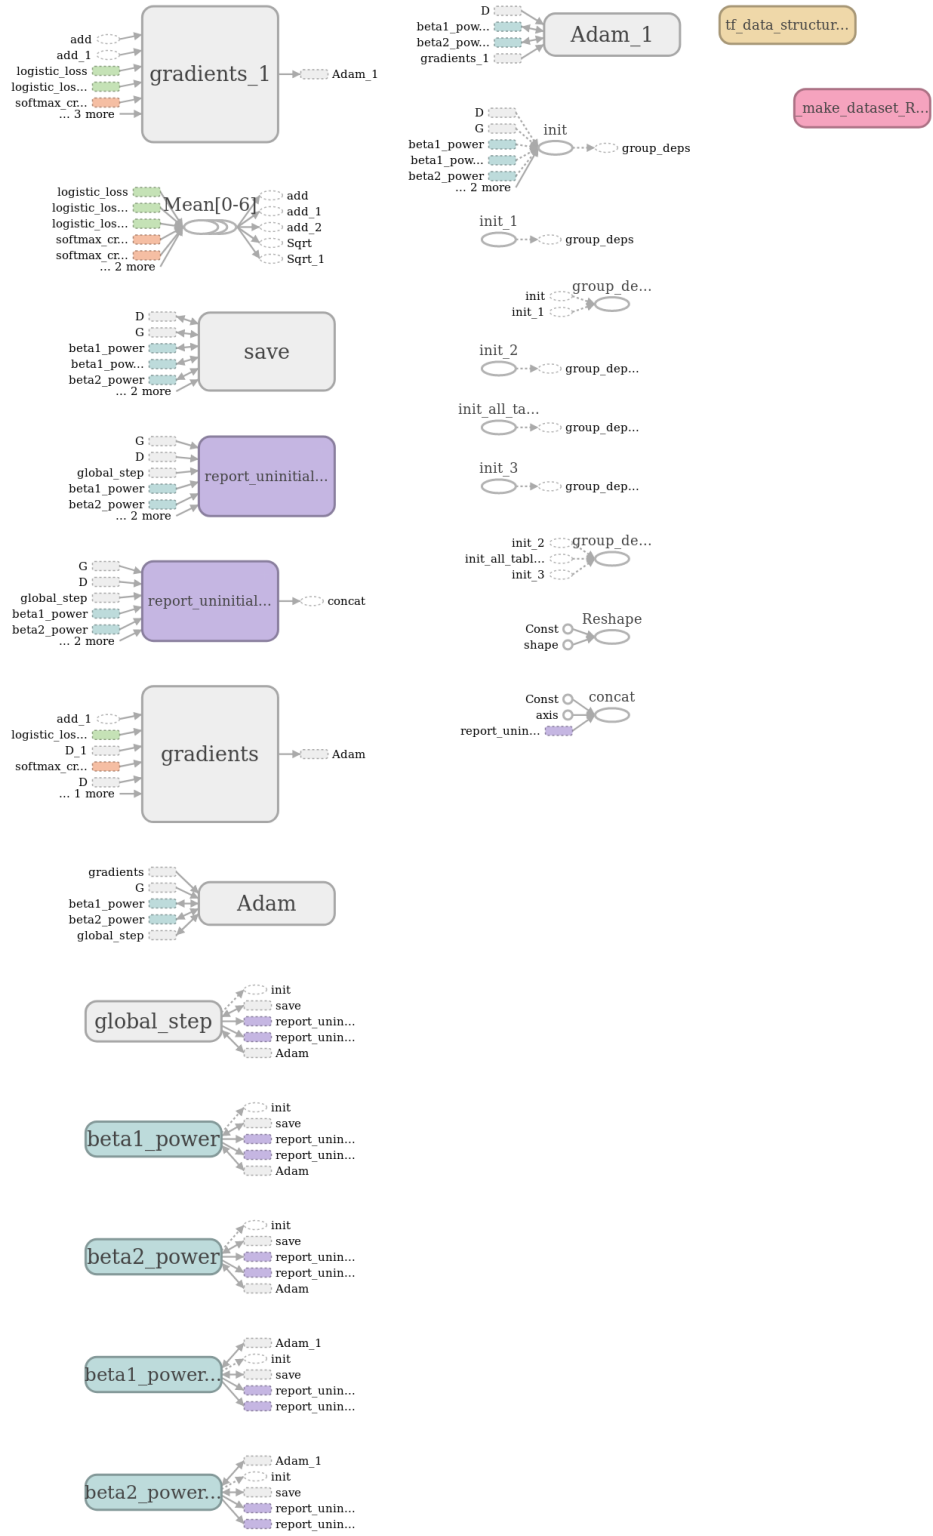 add
add_1
logistic_loss
logistic_los...
softmax_cr...
... 3 more
gradients_1
Adam_1
logistic_loss
logistic_los...
logistic_los...
softmax_cr...
softmax_cr...
... 2 more
Mean[0-6]
add
add_1
add_2
Sqrt
Sqrt_1
D
G
beta1_power
beta1_pow...
beta2_power
... 2 more
save
G
D
global_step
beta1_power
beta2_power
... 2 more
report_uninitial...
G
D
global_step
beta1_power
beta2_power
... 2 more
report_uninitial...
concat
add_1
logistic_los...
D_1
softmax_cr...
D
... 1 more
gradients
Adam
gradients
G
beta1_power
beta2_power
global_step
Adam
global_step
init
save
report_unin...
report_unin...
Adam
beta1_power
init
save
report_unin...
report_unin...
Adam
beta2_power
init
save
report_unin...
report_unin...
Adam
beta1_power...
Adam_1
init
save
report_unin...
report_unin...
beta2_power...
Adam_1
init
save
report_unin...
report_unin...
D
beta1_pow...
beta2_pow...
gradients_1
Adam_1
D
G
beta1_power
beta1_pow...
beta2_power
... 2 more
init
group_deps
init_1
group_deps
group_de...
init
init_1
init_2
group_dep...
init_all_ta...
group_dep...
init_3
group_dep...
group_de...
init_2
init_all_tabl...
init_3
Reshape
Const
shape
concat
Const
axis
report_unin...
tf_data_structur...
_make_dataset_R...